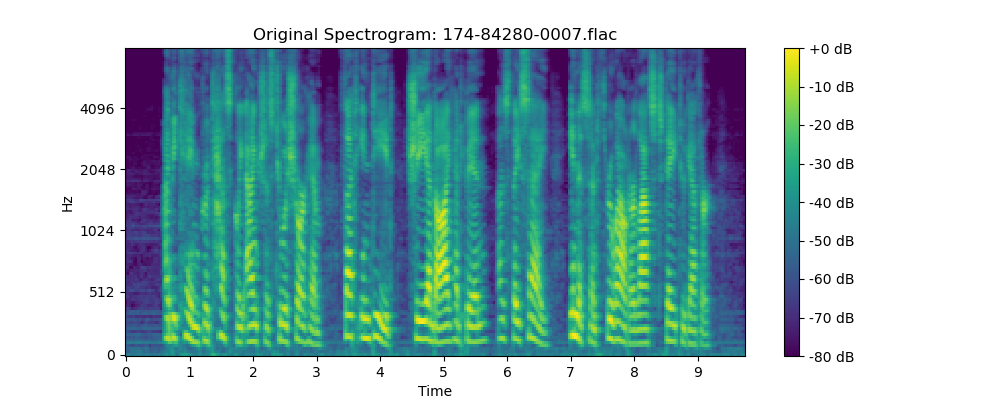 Original Spectrogram: 174-84280-0007.flac
Hz
4096
2048
1024
512
0
0 1 2 3 4 5 6 7 8 9
Time
+0 dB
-10 dB
-20 dB
-30 dB
-40 dB
-50 dB
-60 dB
-70 dB
-80 dB